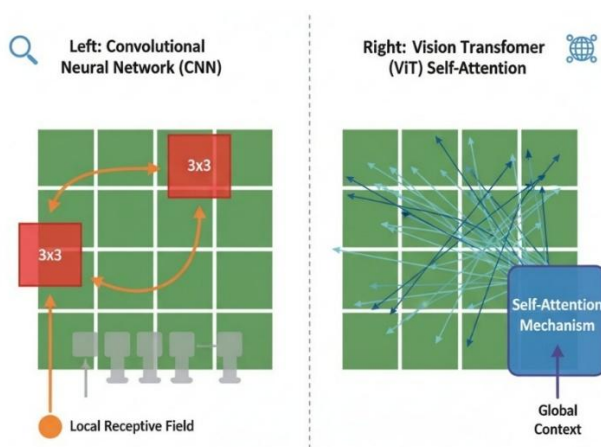 Left: Convolutional
Neural Network (CNN)
Right: Vision Transfomer
(ViT) Self-Attention
3x3
3x3
Self-Attention
Mechanism
Local Receptive Field
Global
Context